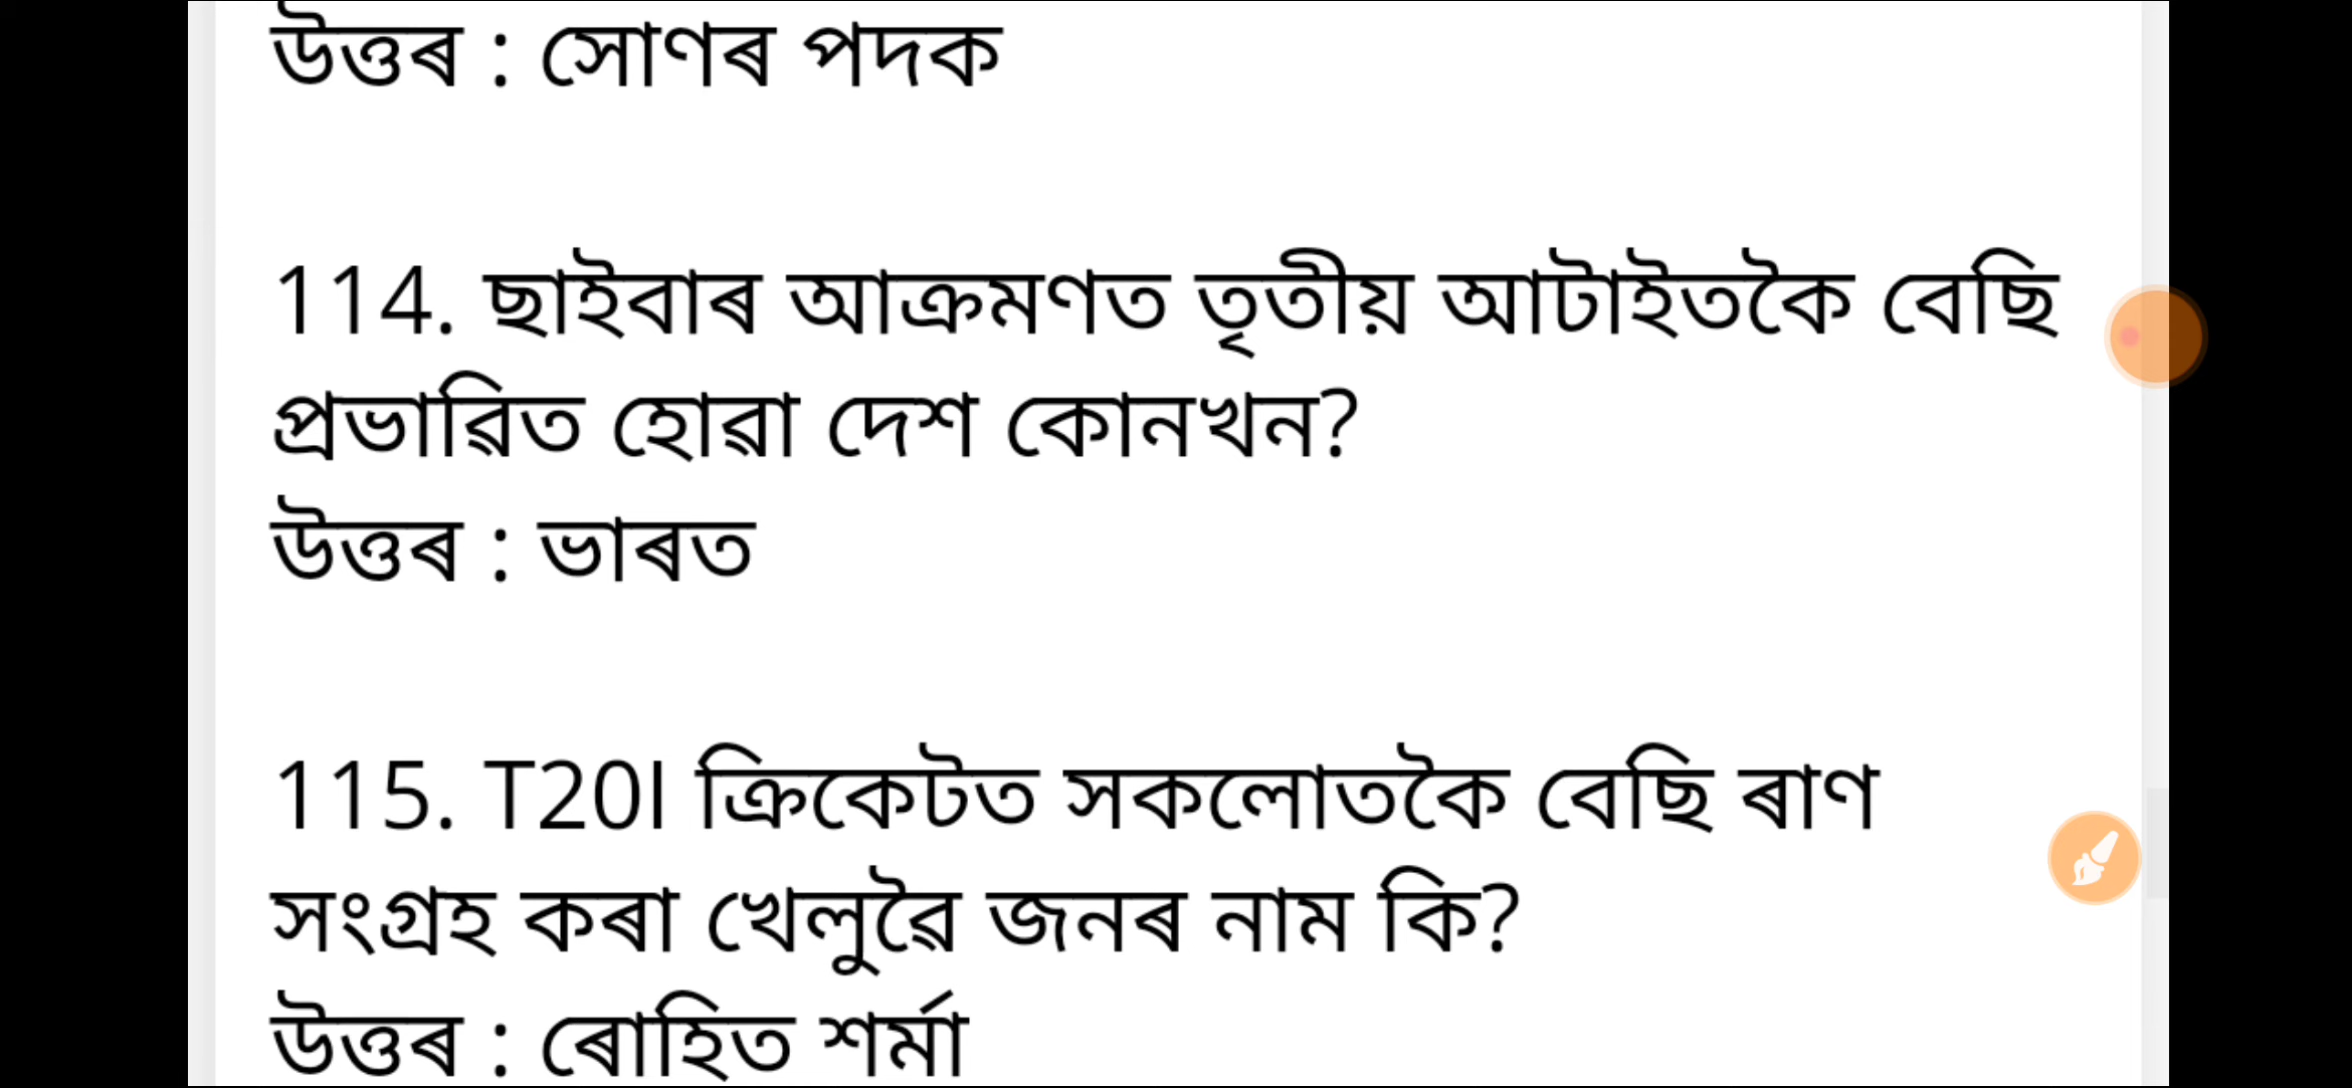 উত্তৰ : সোণৰ পদক
114. ছাইবাৰ আক্ৰমণত তৃতীয় আটাইতকৈ বেছি
প্ৰভাৱিত হোৱা দেশ কোনখন?
উত্তৰ : ভাৰত
115. T20I ক্ৰিকেটত সকলোতকৈ বেছি ৰাণ
সংগ্ৰহ কৰা খেলুৱৈ জনৰ নাম কি?
উত্তৰ : ৰোহিত শৰ্মা